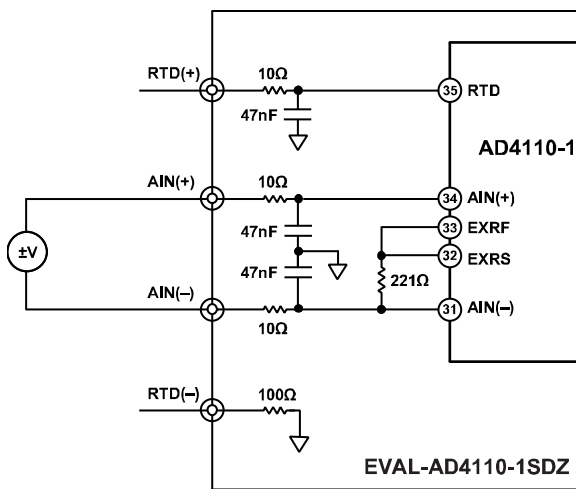 RTD(+)
10Ω
35
RTD
47nF
AD4110-1
AIN(+)
10Ω
34
AIN(+)
33
EXRF
47nF
32
EXRS
±V
47nF
221Ω
AIN(–)
31
AIN(–)
10Ω
RTD(–)
100Ω
EVAL-AD4110-1SDZ